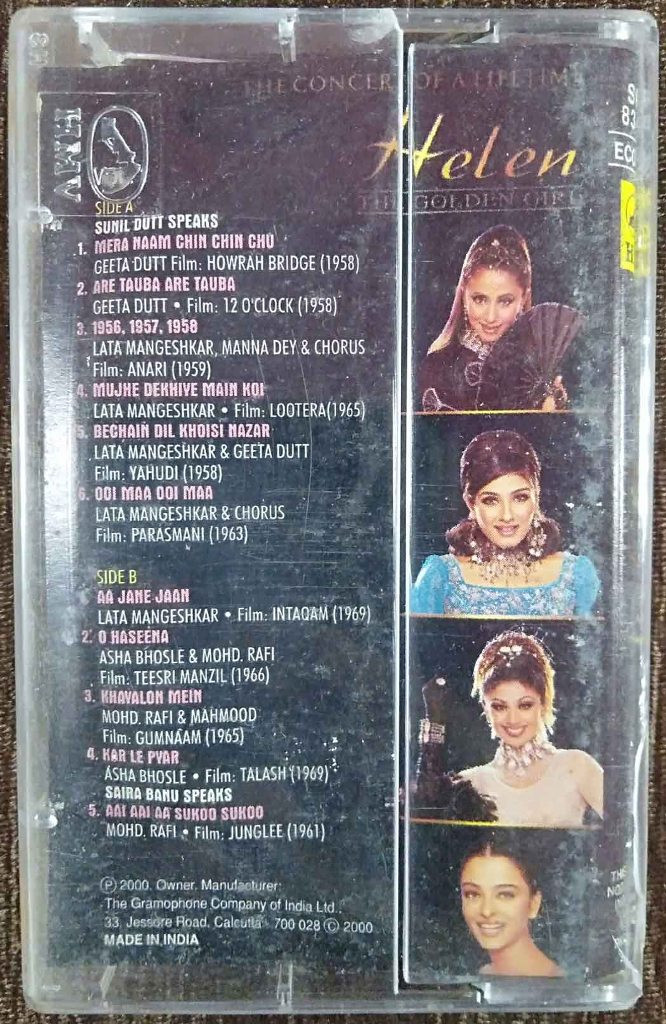 THE CONCERT OF A LIFETIME
Helen
THE GOLDEN GIRL
HMV
SIDE A
SUNIL DUTT SPEAKS
1. MERA NAAM CHIN CHIN CHU
GEETA DUTT Film: HOWRAH BRIDGE (1958)
2. ARE TAUBA ARE TAUBA
GEETA DUTT • Film: 12 O'CLOCK (1958)
3. 1956, 1957, 1958
LATA MANGESHKAR, MANNA DEY & CHORUS
Film: ANARI (1959)
4. MUJHE DEKHIYE MAIN KOI
LATA MANGESHKAR • Film: LOOTERA(1965)
5. BECHAIN DIL KHOISI NAZAR
LATA MANGESHKAR & GEETA DUTT
Film: YAHUDI (1958)
6. OOI MAA OOI MAA
LATA MANGESHKAR & CHORUS
Film: PARASMANI (1963)
SIDE B
1. AA JANE JAAN
LATA MANGESHKAR • Film: INTAQAM (1969)
2. O HASEENA
ASHA BHOSLE & MOHD. RAFI
Film: TEESRI MANZIL (1966)
3. KHAYALON MEIN
MOHD. RAFI & MAHMOOD
Film: GUMNAAM (1965)
4. KAR LE PYAR
ASHA BHOSLE • Film: TALASH (1969)
SAIRA BANU SPEAKS
5. AAI AAI AA SUKOO SUKOO
MOHD. RAFI • Film: JUNGLEE (1961)
Ⓟ 2000. Owner. Manufacturer:
The Gramophone Company of India Ltd.,
33, Jessore Road, Calcutta 700 028 © 2000
MADE IN INDIA